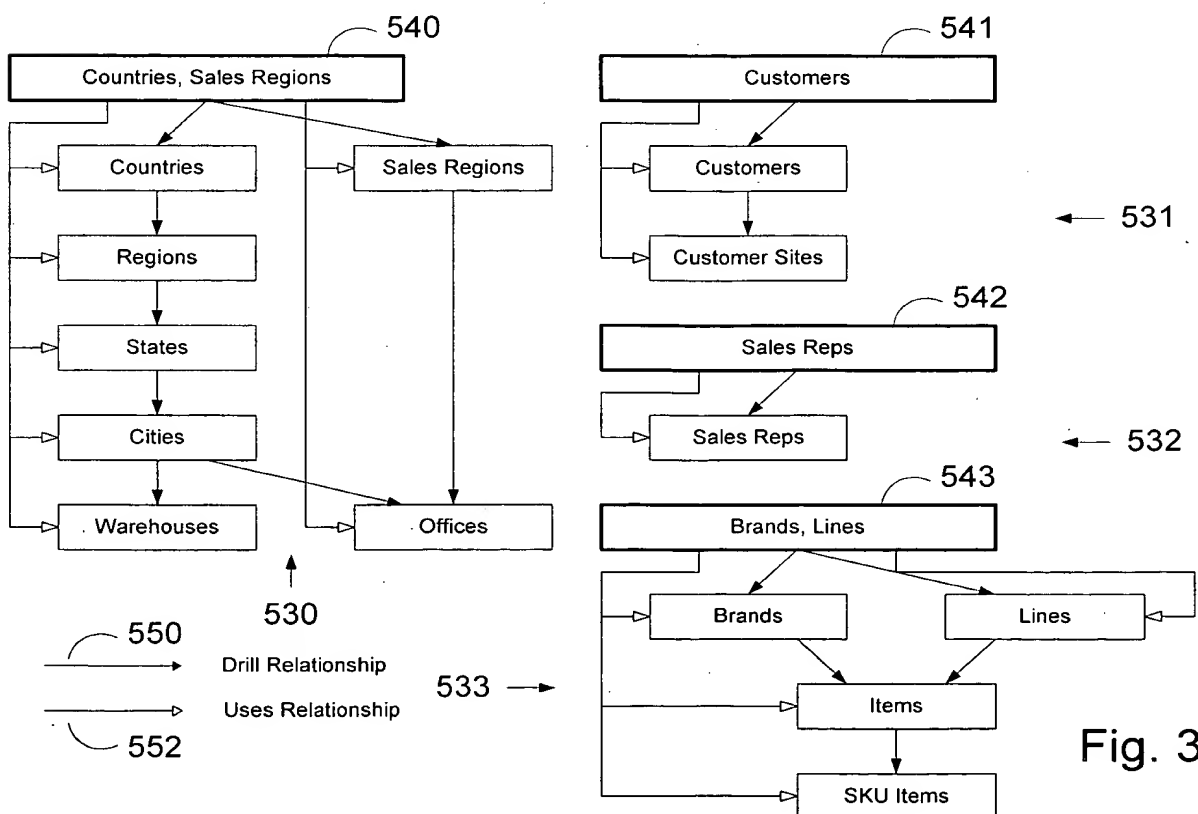 540
Countries, Sales Regions
Countries
Sales Regions
Regions
States
Cities
Warehouses
Offices
530
550
Drill Relationship
Uses Relationship
552
541
Customers
Customers
Customer Sites
531
542
Sales Reps
Sales Reps
532
543
Brands, Lines
Brands
Lines
533
Items
SKU Items
Fig. 3